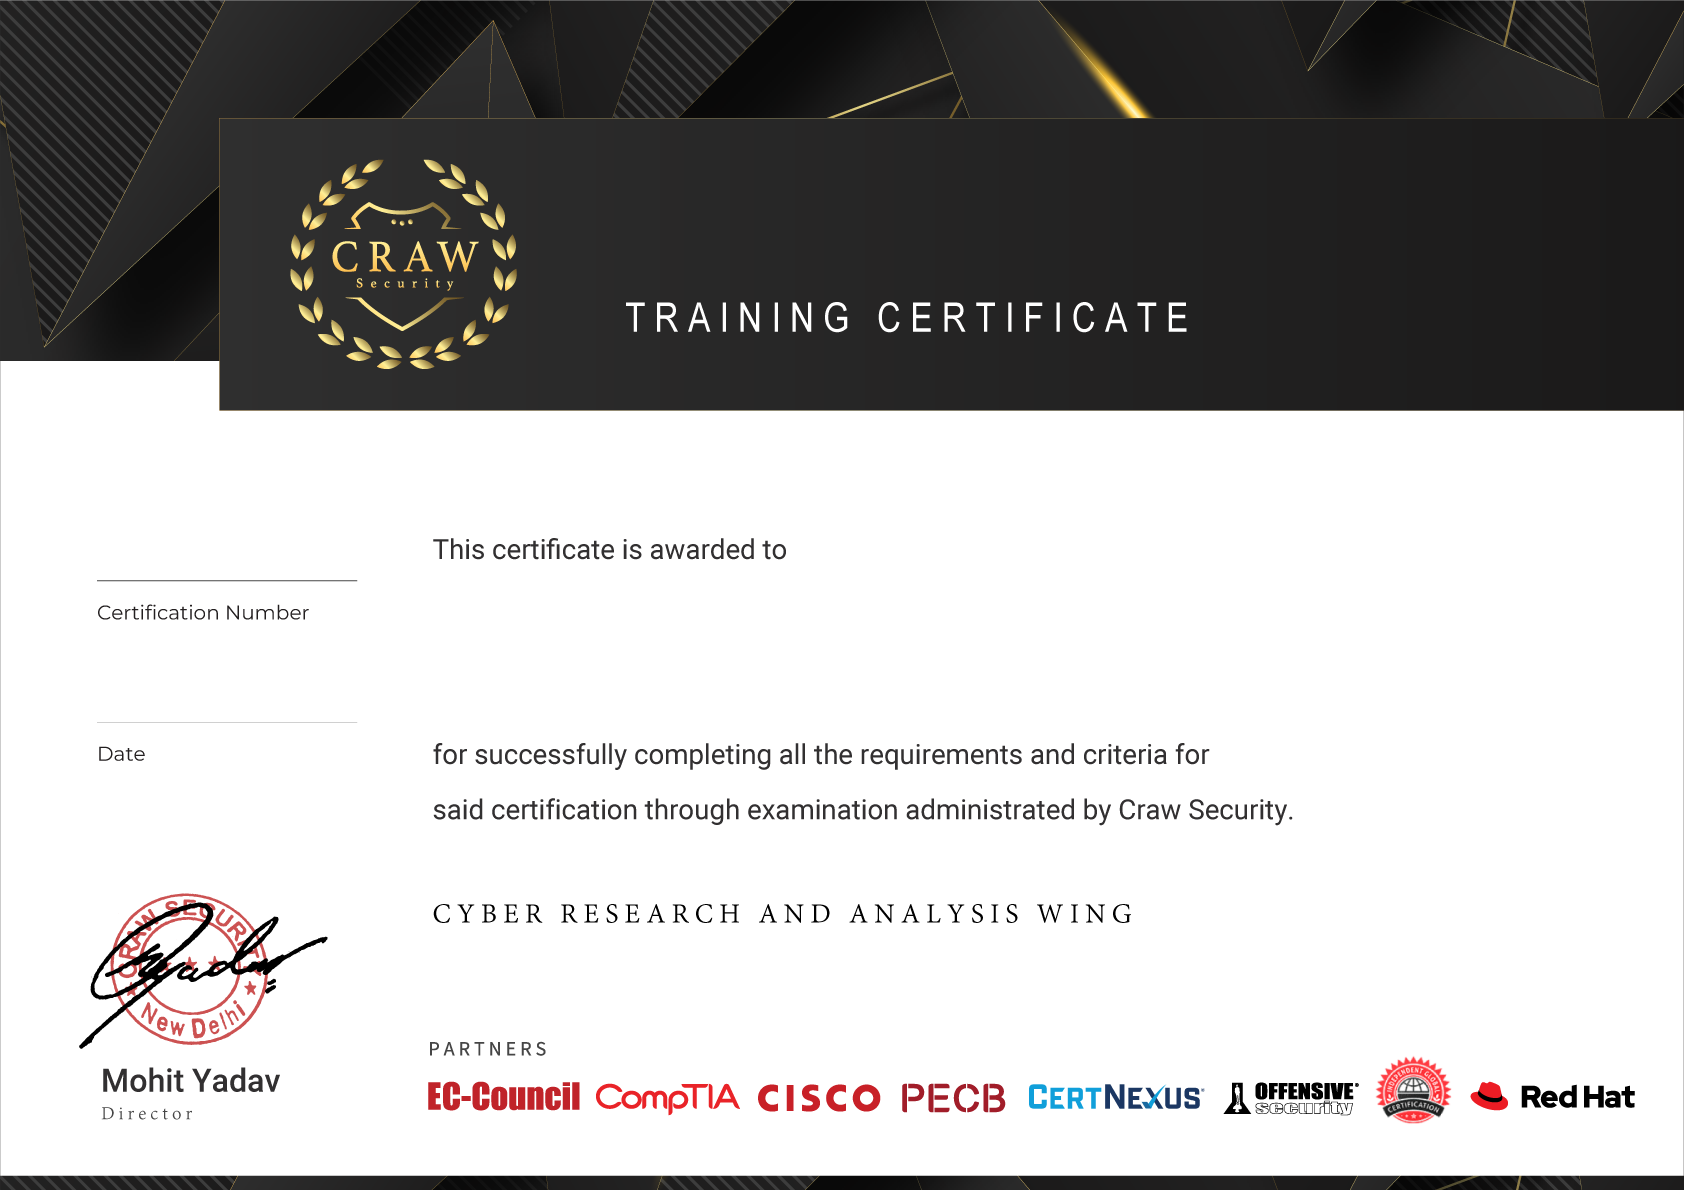 CRAW
Security
TRAINING CERTIFICATE
This certificate is awarded to
Certification Number
Date
for successfully completing all the requirements and criteria for
said certification through examination administrated by Craw Security.
CYBER RESEARCH AND ANALYSIS WING
CRAW SECURITY
New Delhi
Mohit Yadav
Director
PARTNERS
EC-Council CompTIA CISCO PECB CERTNEXUS OFFENSIVE® security INDEPENDENT GLOBAL CERTIFICATION Red Hat